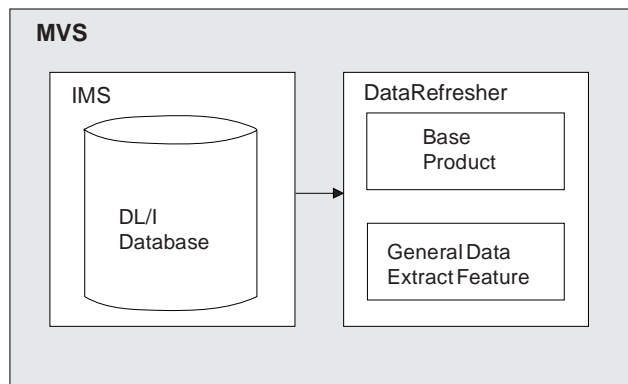 MVS
IMS
DL/I
Database
DataRefresher
Base
Product
General Data
Extract Feature